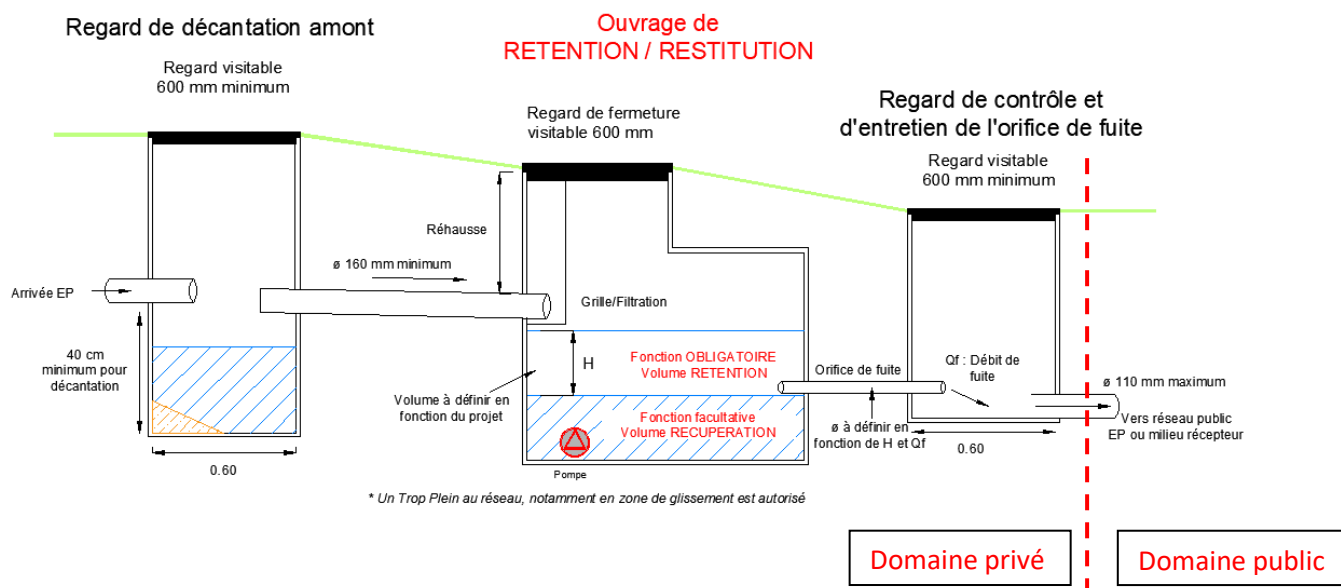 Regard de décantation amont
Regard visitable
600 mm minimum
Ouvrage de
RETENTION / RESTITUTION
Regard de fermeture
visitable 600 mm
Regard de contrôle et
d'entretien de l'orifice de fuite
Regard visitable
600 mm minimum
Réhausse
ø 160 mm minimum
Arrivée EP
Grille/Filtration
40 cm
minimum pour
décantation
H
Fonction OBLIGATOIRE
Volume RETENTION
Volume à définir en
fonction du projet
Fonction facultative
Volume RECUPERATION
Orifice de fuite
Qf : Débit de
fuite
ø 110 mm maximum
Vers réseau public
EP ou milieu récepteur
ø à définir en
fonction de H et Qf
0.60
0.60
Pompe
* Un Trop Plein au réseau, notamment en zone de glissement est autorisé
Domaine privé
Domaine public